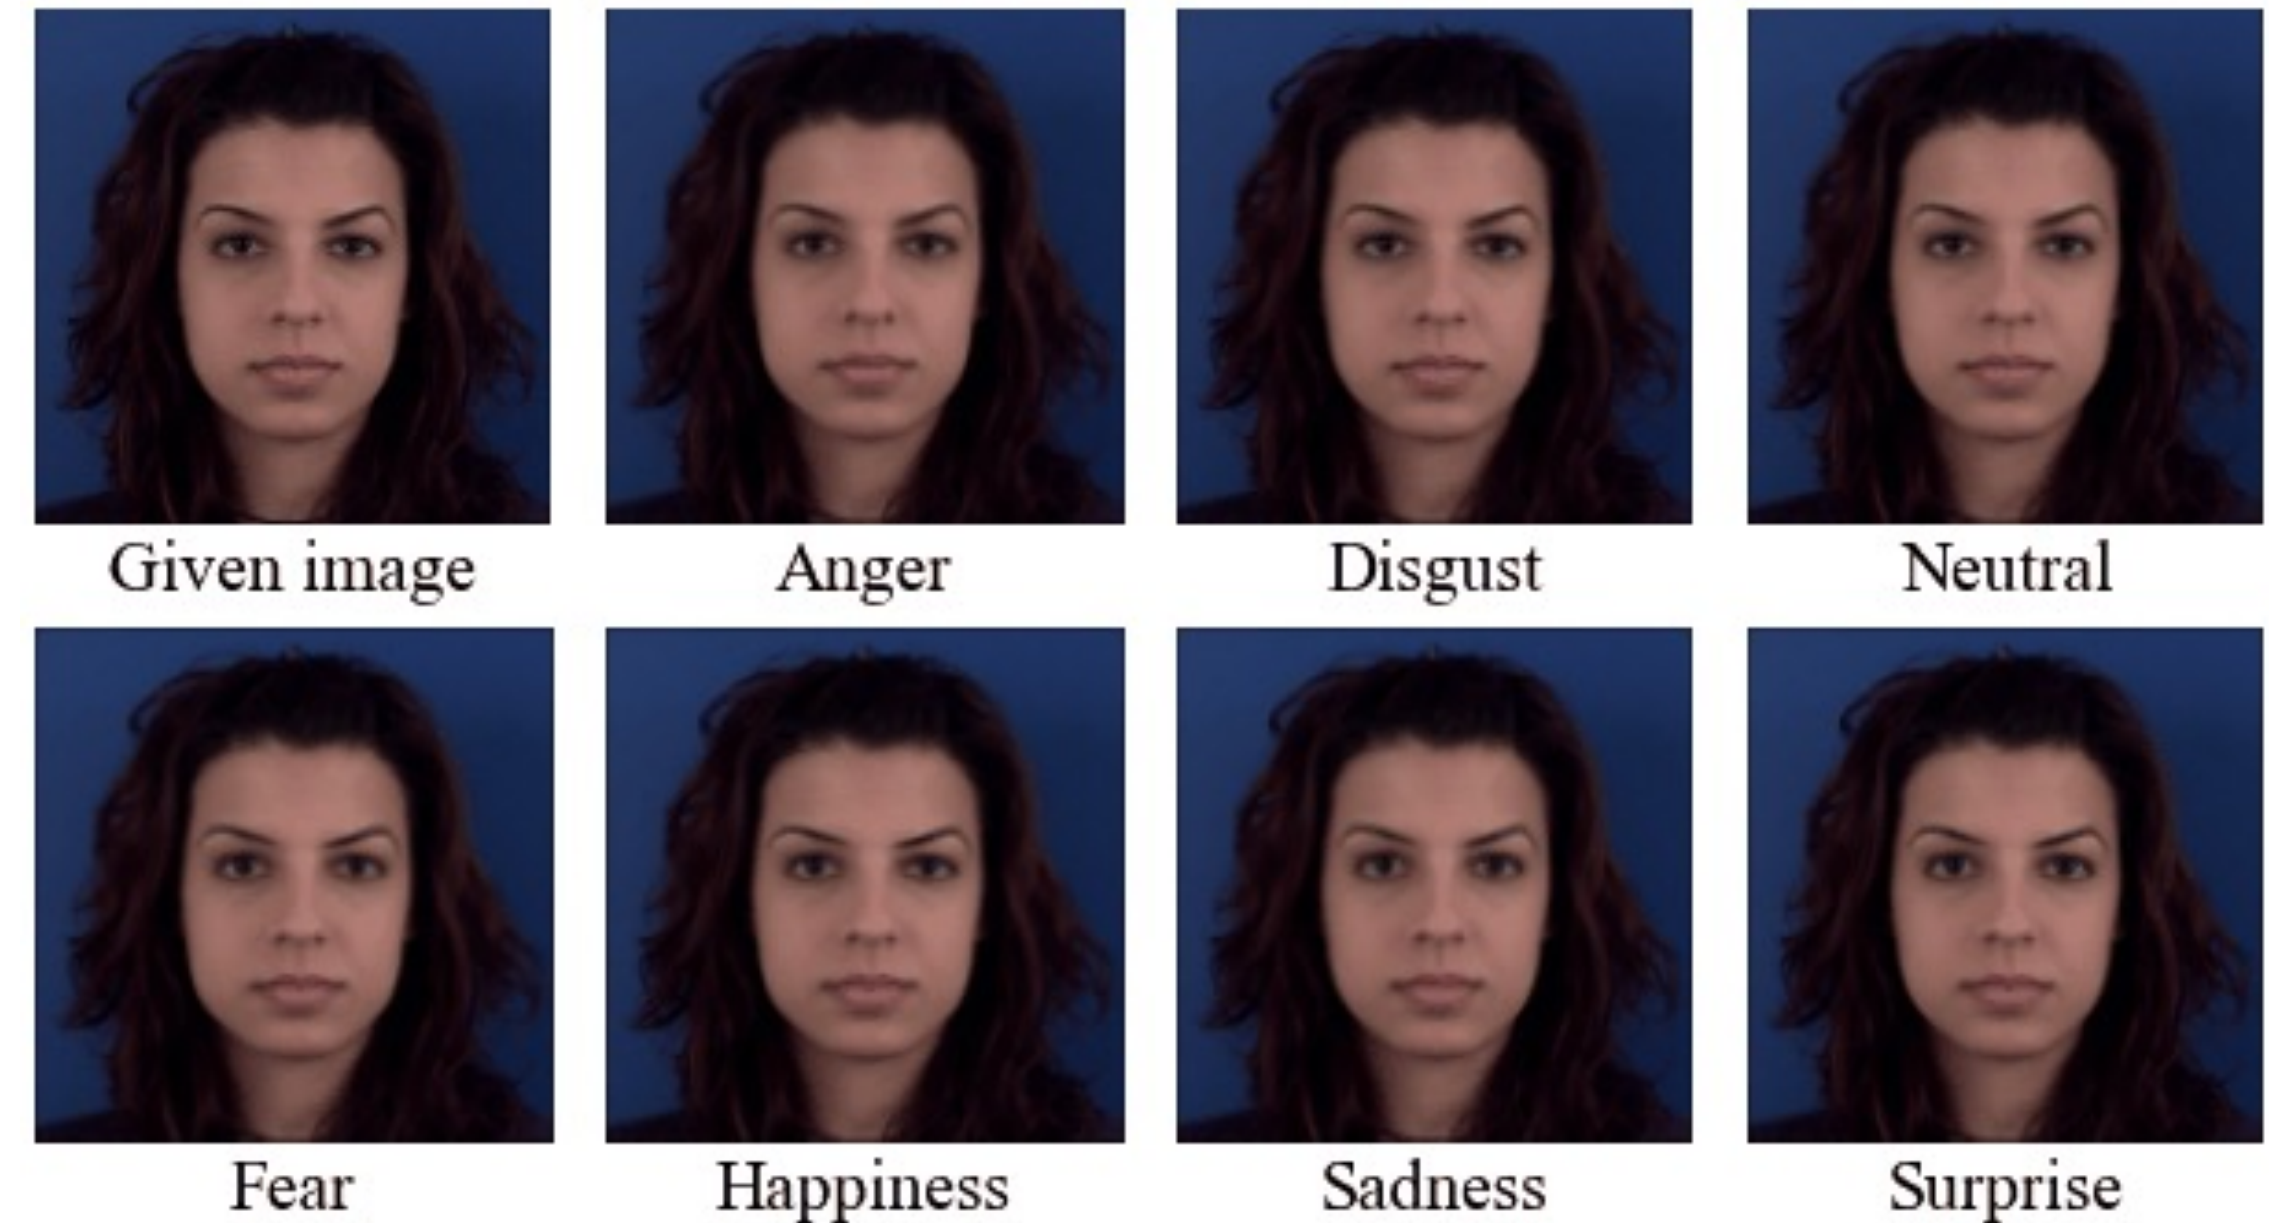 Given image
Anger
Disgust
Neutral
Fear
Happiness
Sadness
Surprise